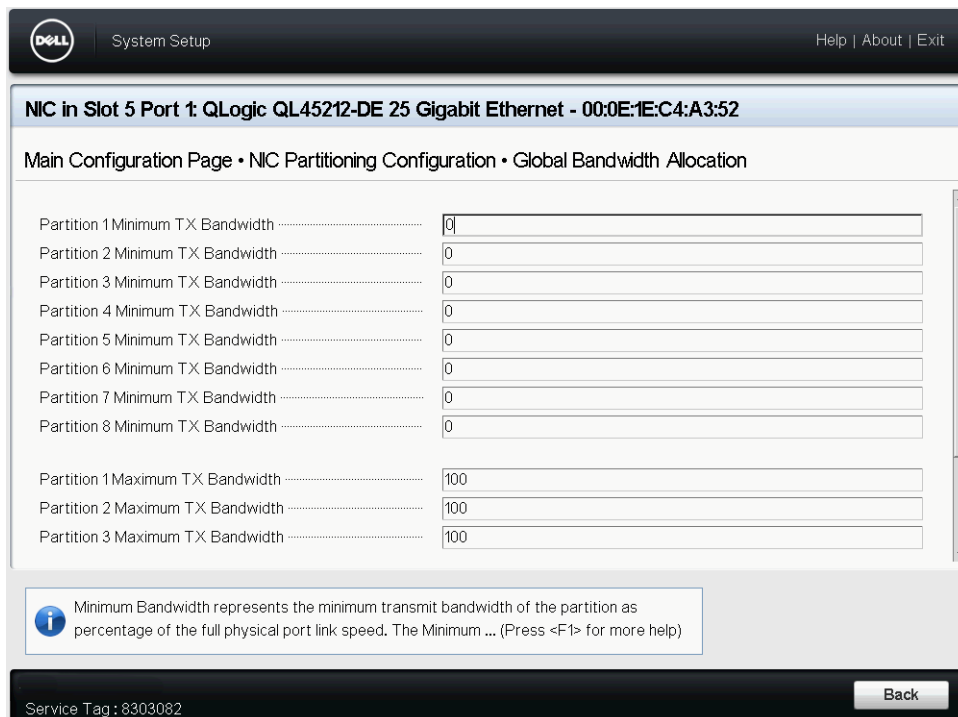 DELL
System Setup
Help | About | Exit
NIC in Slot 5 Port 1: QLogic QL45212-DE 25 Gigabit Ethernet - 00:0E:1E:C4:A3:52
Main Configuration Page • NIC Partitioning Configuration • Global Bandwidth Allocation
Partition 1 Minimum TX Bandwidth 0
Partition 2 Minimum TX Bandwidth 0
Partition 3 Minimum TX Bandwidth 0
Partition 4 Minimum TX Bandwidth 0
Partition 5 Minimum TX Bandwidth 0
Partition 6 Minimum TX Bandwidth 0
Partition 7 Minimum TX Bandwidth 0
Partition 8 Minimum TX Bandwidth 0
Partition 1 Maximum TX Bandwidth 100
Partition 2 Maximum TX Bandwidth 100
Partition 3 Maximum TX Bandwidth 100
Minimum Bandwidth represents the minimum transmit bandwidth of the partition as
percentage of the full physical port link speed. The Minimum ... (Press <F1> for more help)
Back
Service Tag : 8303082